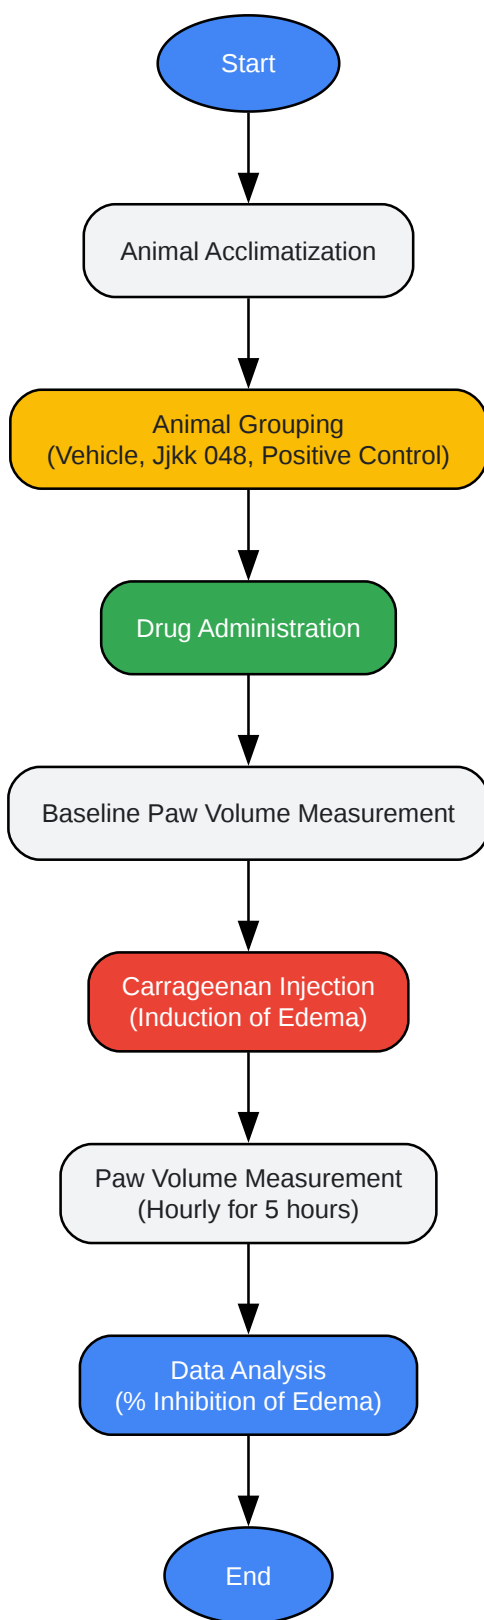 Start
Animal Acclimatization
Animal Grouping
(Vehicle, Jjkk 048, Positive Control)
Drug Administration
Baseline Paw Volume Measurement
Carrageenan Injection
(Induction of Edema)
Paw Volume Measurement
(Hourly for 5 hours)
Data Analysis
(% Inhibition of Edema)
End